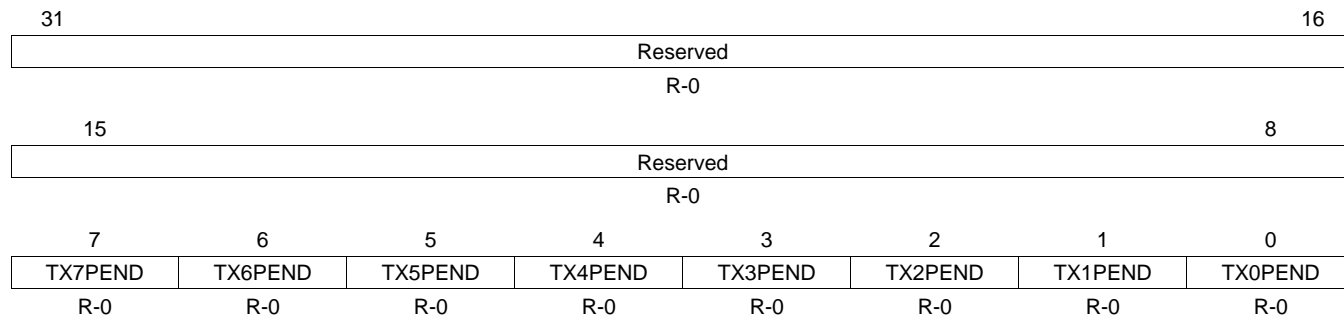 31 16
Reserved
R-0
15 8
Reserved
R-0
7 6 5 4 3 2 1 0
TX7PEND TX6PEND TX5PEND TX4PEND TX3PEND TX2PEND TX1PEND TX0PEND
R-0 R-0 R-0 R-0 R-0 R-0 R-0 R-0